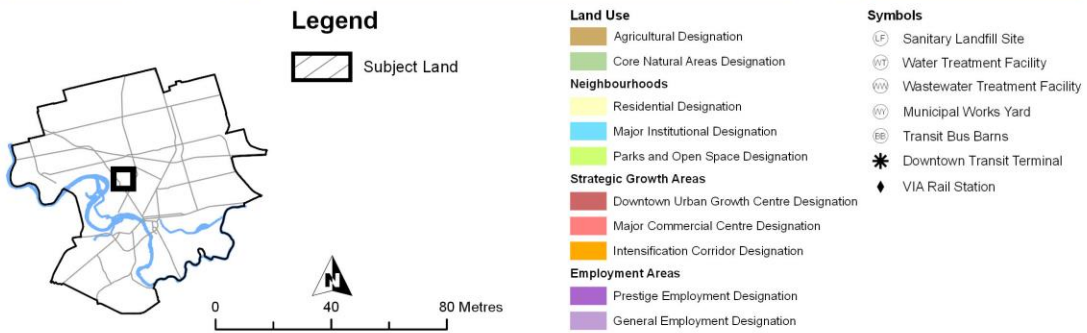 Legend
Subject Land
N
0 40 80 Metres
Land Use
Agricultural Designation
Core Natural Areas Designation
Neighbourhoods
Residential Designation
Major Institutional Designation
Parks and Open Space Designation
Strategic Growth Areas
Downtown Urban Growth Centre Designation
Major Commercial Centre Designation
Intensification Corridor Designation
Employment Areas
Prestige Employment Designation
General Employment Designation
Symbols
LF Sanitary Landfill Site
WT Water Treatment Facility
WW Wastewater Treatment Facility
WY Municipal Works Yard
BB Transit Bus Barns
Downtown Transit Terminal
VIA Rail Station